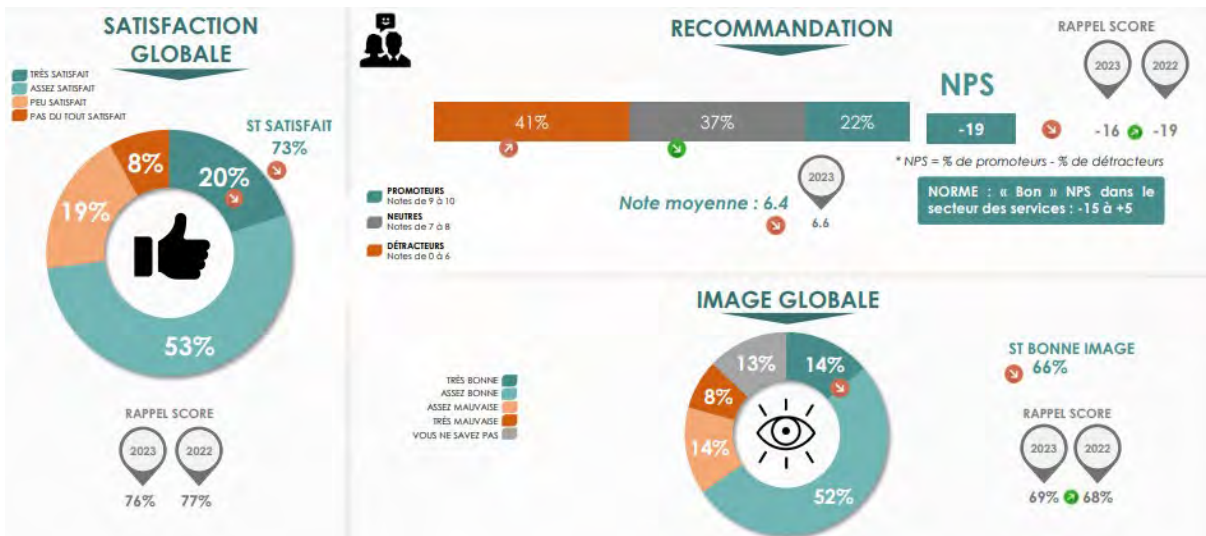 SATISFACTION
GLOBALE
TRÈS SATISFAIT
ASSEZ SATISFAIT
PEU SATISFAIT
PAS DU TOUT SATISFAIT
ST SATISFAIT
73%
8%
20%
19%
53%
RAPPEL SCORE
2023
2022
76%
77%
RECOMMANDATION
RAPPEL SCORE
2023
2022
NPS
41%
37%
22%
-19
-16
-19
* NPS = % de promoteurs - % de détracteurs
PROMOTEURS
Notes de 9 à 10
NEUTRES
Notes de 7 à 8
DÉTRACTEURS
Notes de 0 à 6
Note moyenne : 6.4
2023
6.6
NORME : « Bon » NPS dans le
secteur des services : -15 à +5
IMAGE GLOBALE
TRÈS BONNE
ASSEZ BONNE
ASSEZ MAUVAISE
TRÈS MAUVAISE
VOUS NE SAVEZ PAS
13%
14%
8%
14%
52%
ST BONNE IMAGE
66%
RAPPEL SCORE
2023
2022
69%
68%